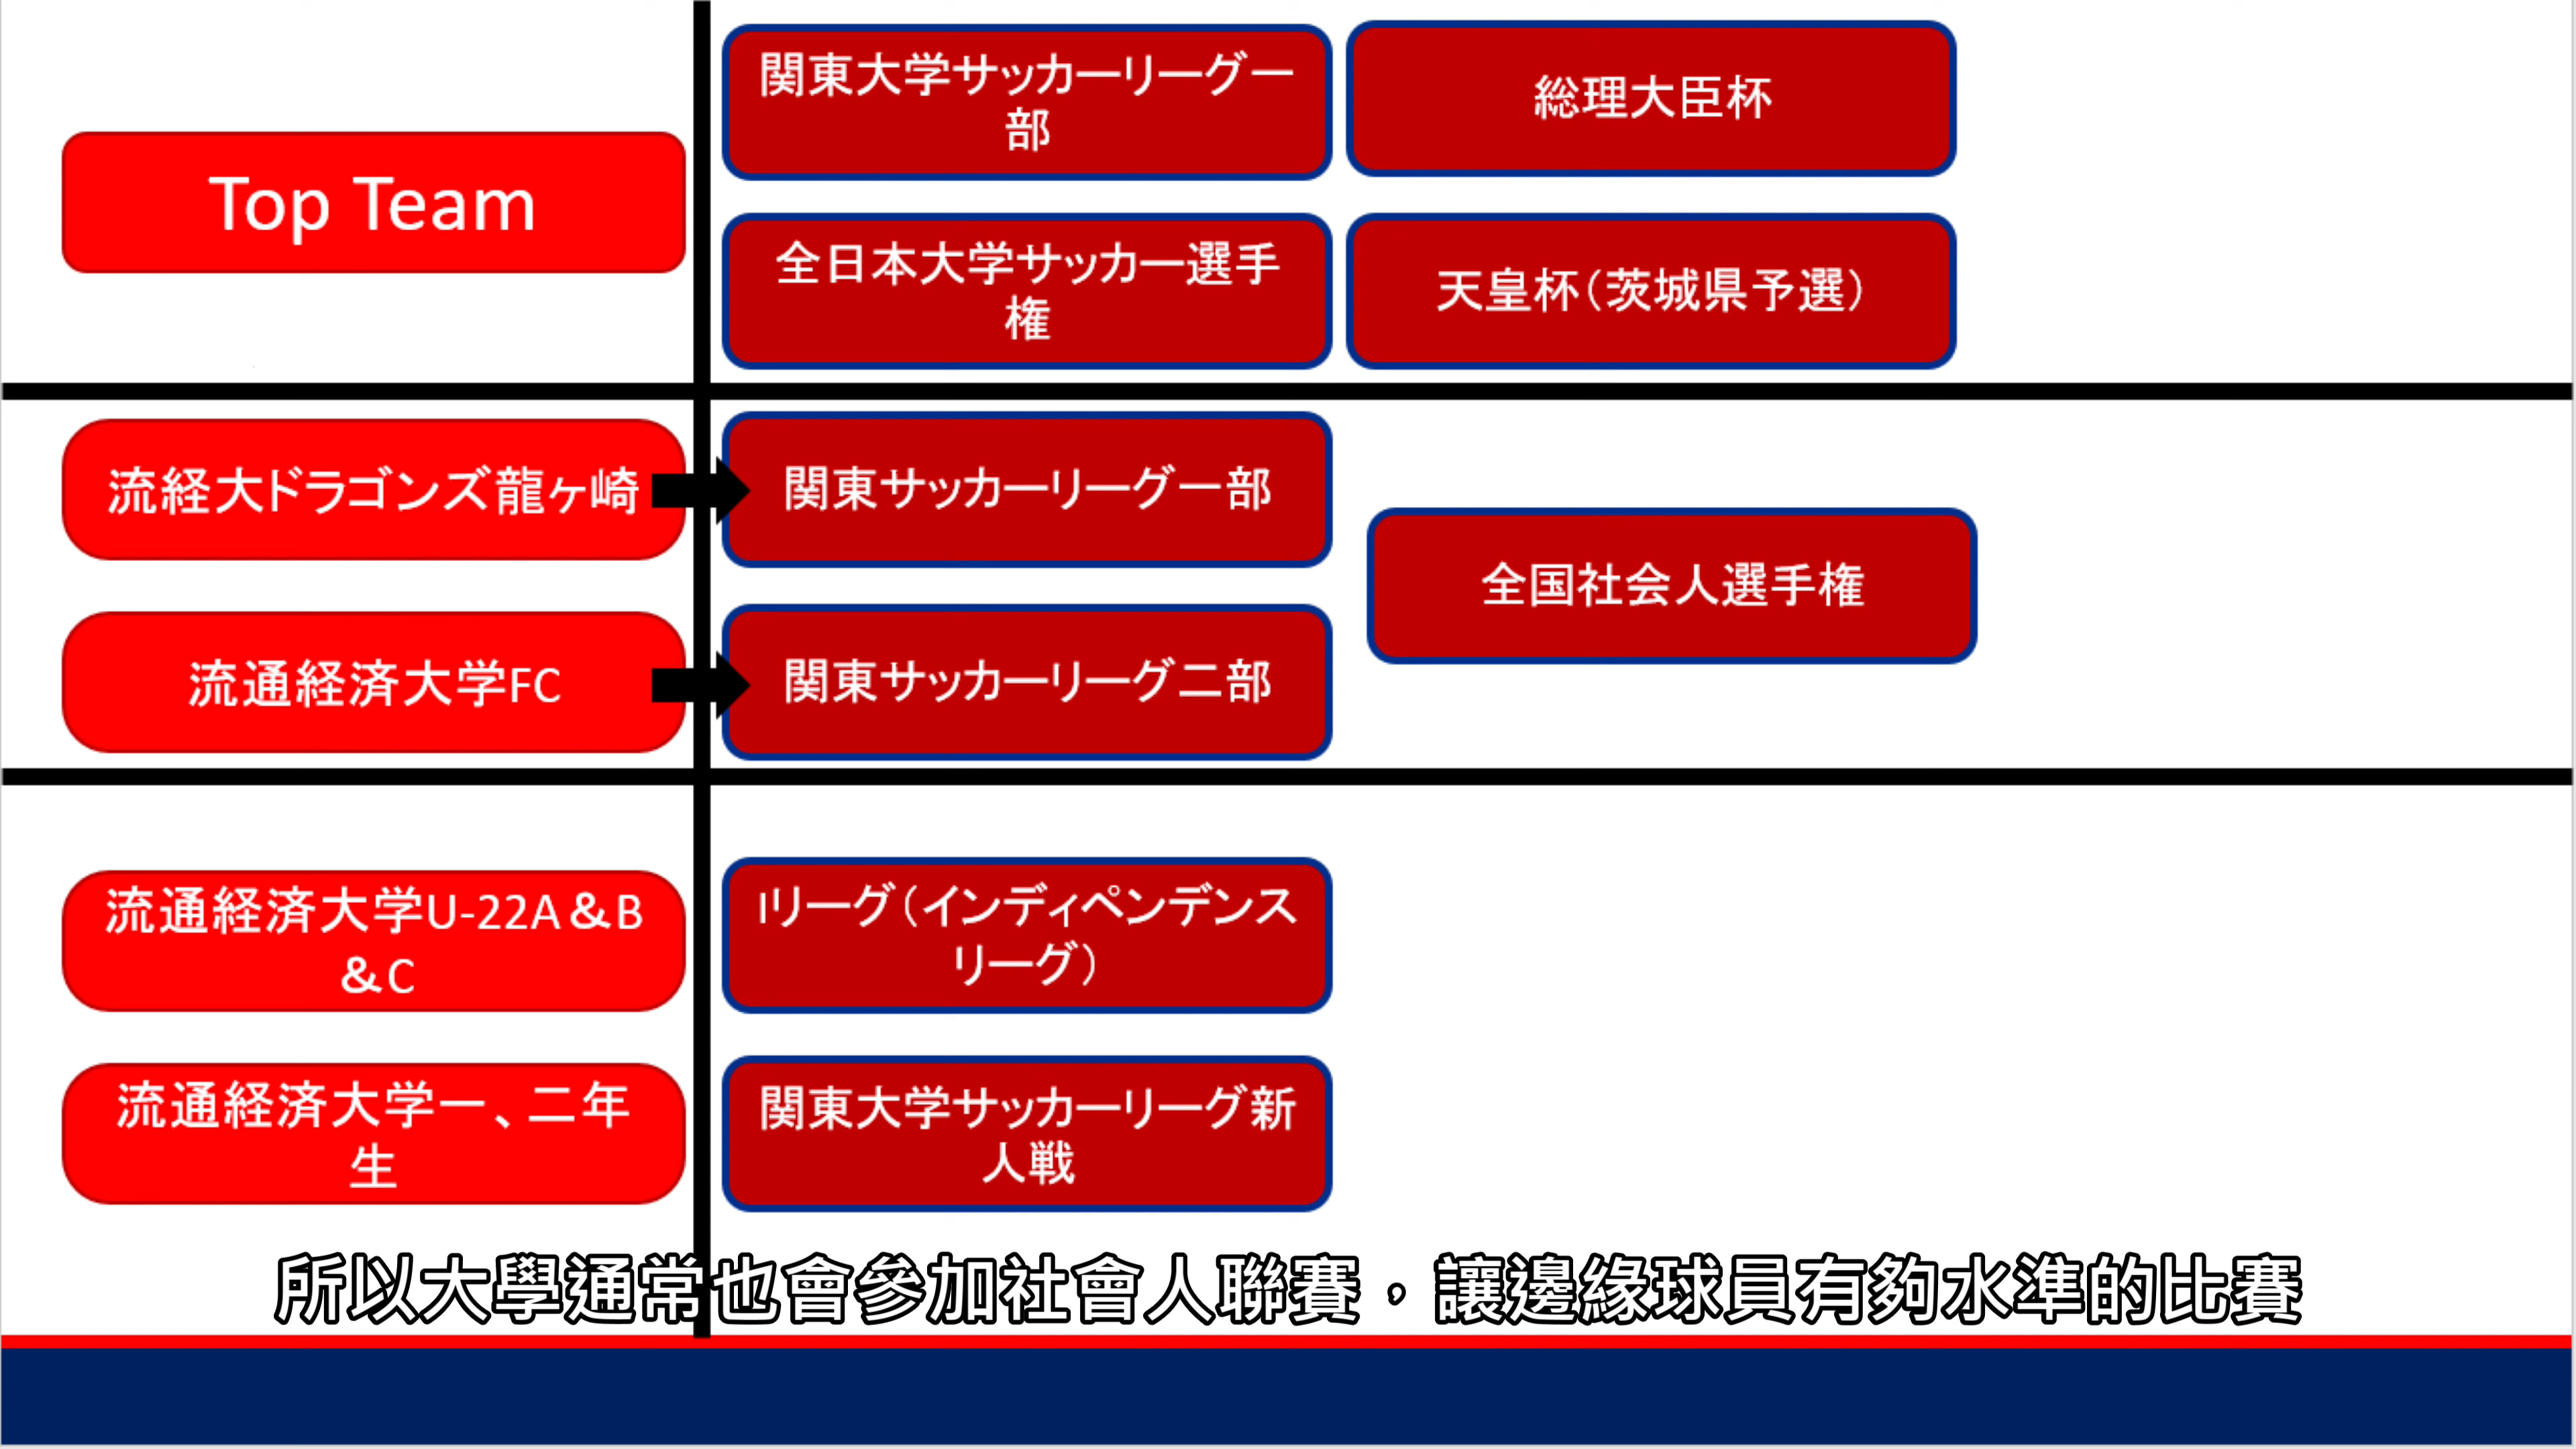 関東大学サッカーリーグ一
部
総理大臣杯
Top Team
全日本大学サッカー選手
権
天皇杯（茨城県予選）
流経大ドラゴンズ龍ヶ崎
関東サッカーリーグ一部
全国社会人選手権
流通経済大学FC
関東サッカーリーグ二部
流通経済大学U-22A＆B
＆C
Iリーグ（インディペンデンス
リーグ）
流通経済大学一、二年
生
関東大学サッカーリーグ新
人戦
所以大學通常也會參加社會人聯賽，讓邊緣球員有夠水準的比賽